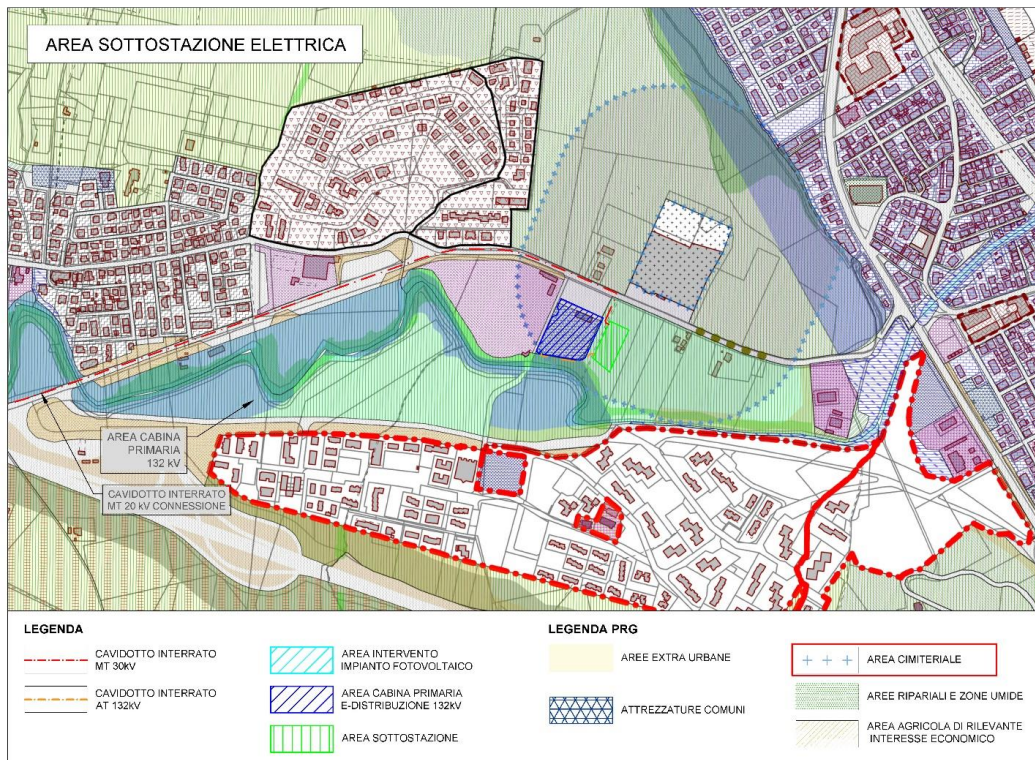 AREA SOTTOSTAZIONE ELETTRICA
AREA CABINA
PRIMARIA
132 kV
CAVIDOTTO INTERRATO
MT 20 kV CONNESSIONE
LEGENDA
CAVIDOTTO INTERRATO
MT 30kV
CAVIDOTTO INTERRATO
AT 132kV
AREA INTERVENTO
IMPIANTO FOTOVOLTAICO
AREA CABINA PRIMARIA
E-DISTRIBUZIONE 132kV
AREA SOTTOSTAZIONE
LEGENDA PRG
AREE EXTRA URBANE
ATTREZZATURE COMUNI
AREA CIMITERIALE
AREE RIPARIALI E ZONE UMIDE
AREA AGRICOLA DI RILEVANTE
INTERESSE ECONOMICO